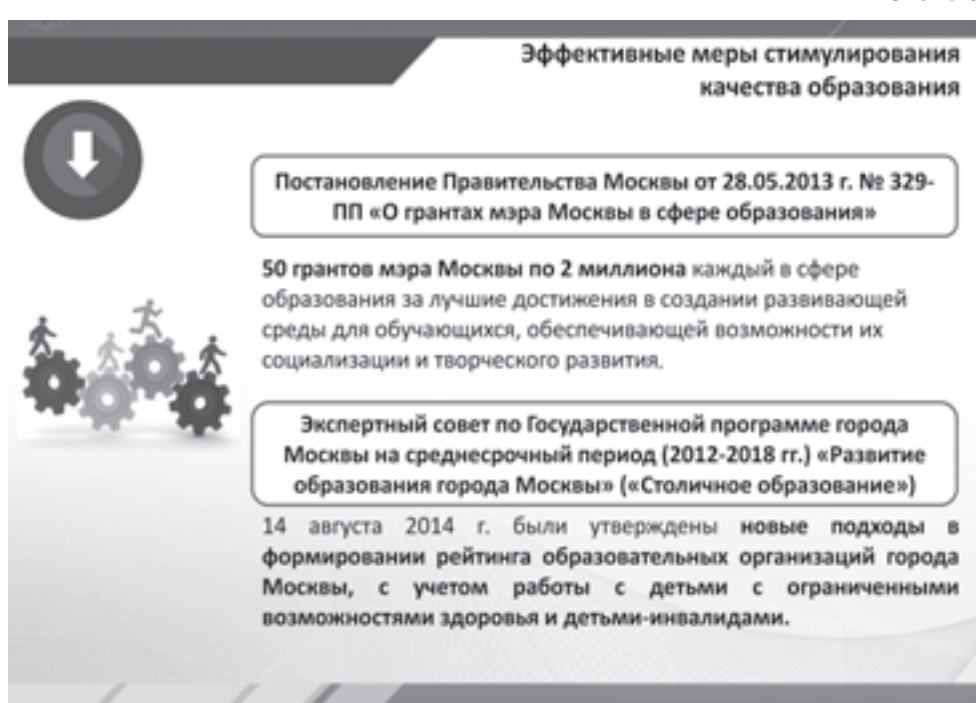 Эффективные меры стимулирования
качества образования
Постановление Правительства Москвы от 28.05.2013 г. № 329-
ПП «О грантах мэра Москвы в сфере образования»
50 грантов мэра Москвы по 2 миллиона каждый в сфере
образования за лучшие достижения в создании развивающей
среды для обучающихся, обеспечивающей возможности их
социализации и творческого развития.
Экспертный совет по Государственной программе города
Москвы на среднесрочный период (2012-2018 гг.) «Развитие
образования города Москвы» («Столичное образование»)
14 августа 2014 г. были утверждены новые подходы в
формировании рейтинга образовательных организаций города
Москвы, с учетом работы с детьми с ограниченными
возможностями здоровья и детьми-инвалидами.